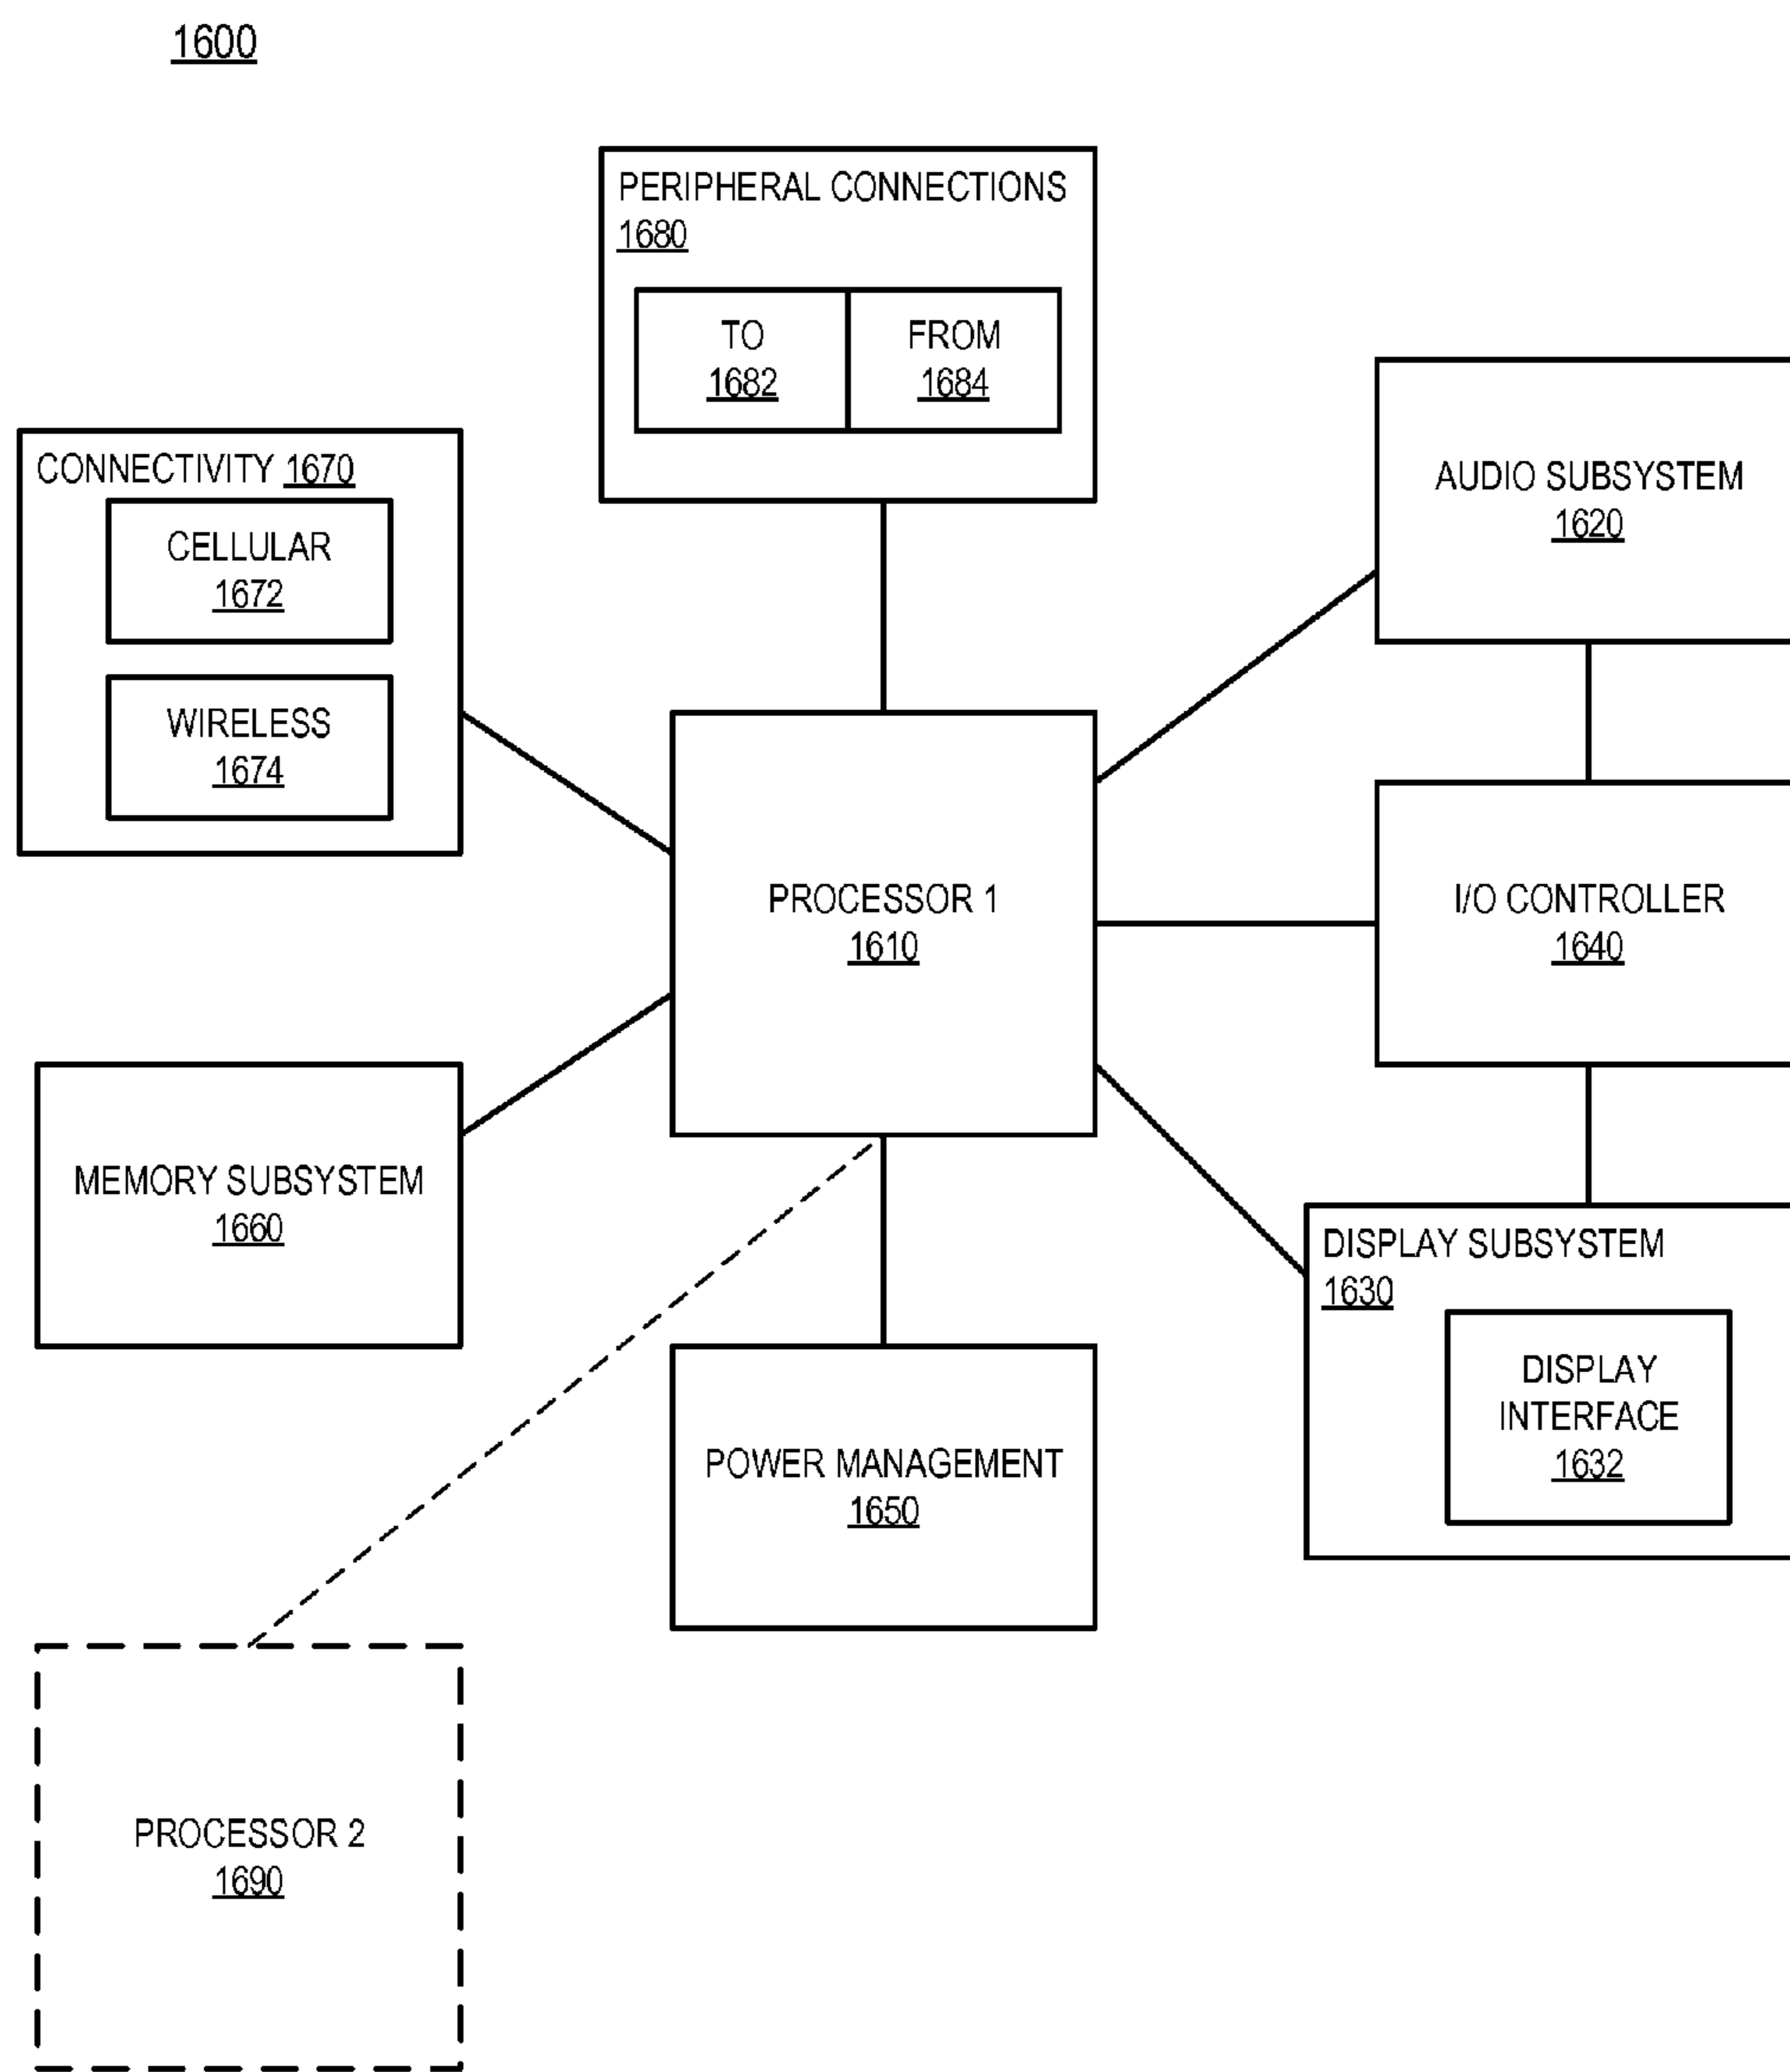 1600
PERIPHERAL CONNECTIONS
1680
TO
1682
FROM
1684
CONNECTIVITY 1670
CELLULAR
1672
WIRELESS
1674
AUDIO SUBSYSTEM
1620
PROCESSOR 1
1610
I/O CONTROLLER
1640
MEMORY SUBSYSTEM
1660
DISPLAY SUBSYSTEM
1630
DISPLAY
INTERFACE
1632
POWER MANAGEMENT
1650
PROCESSOR 2
1690